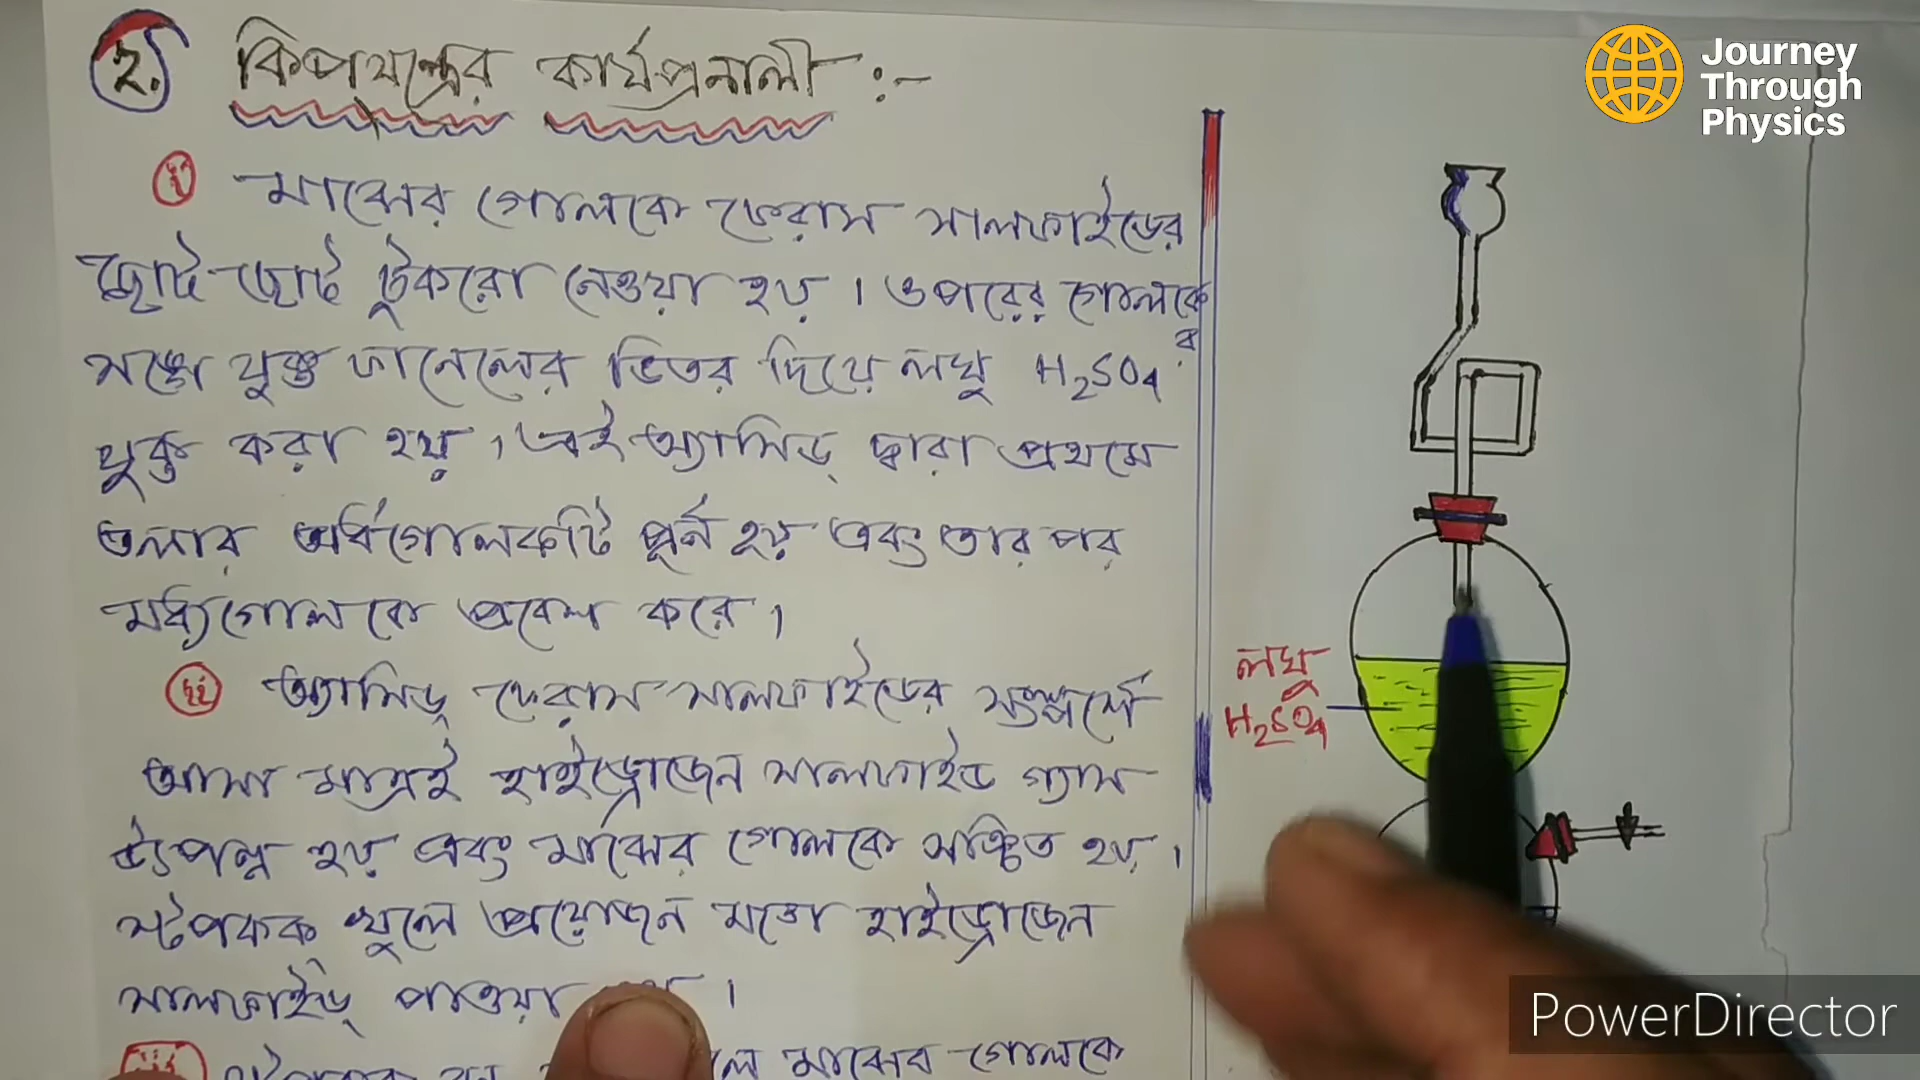 ২. কিপযন্ত্রের কার্যপ্রনালী :-
i মাঝের গোলকে ফেরাস সালফাইডের
ছোট-ছোট টুকরো নেওয়া হয়। ওপরের গোলকের
সঙ্গে যুক্ত ফানেলের ভিতর দিয়ে লঘু H₂SO₄
যুক্ত করা হয়। এই অ্যাসিড্ দ্বারা প্রথমে
তলার অর্ধগোলকটি পূর্ন হয় এবং তার পর
মধ্যগোলকে প্রবেশ করে।
ii অ্যাসিড্ ফেরাস সালফাইডের সংস্পর্শে
আসা মাত্রই হাইড্রোজেন সালফাইড গ্যাস
উৎপন্ন হয় এবং মাঝের গোলকে সঞ্চিত হয়।
স্টপকক্ খুলে প্রয়োজন মতো হাইড্রোজেন
সালফাইড্ পাওয়া।
মাঝের গোলকে
লঘু
H₂SO₄
Journey
Through
Physics
PowerDirector